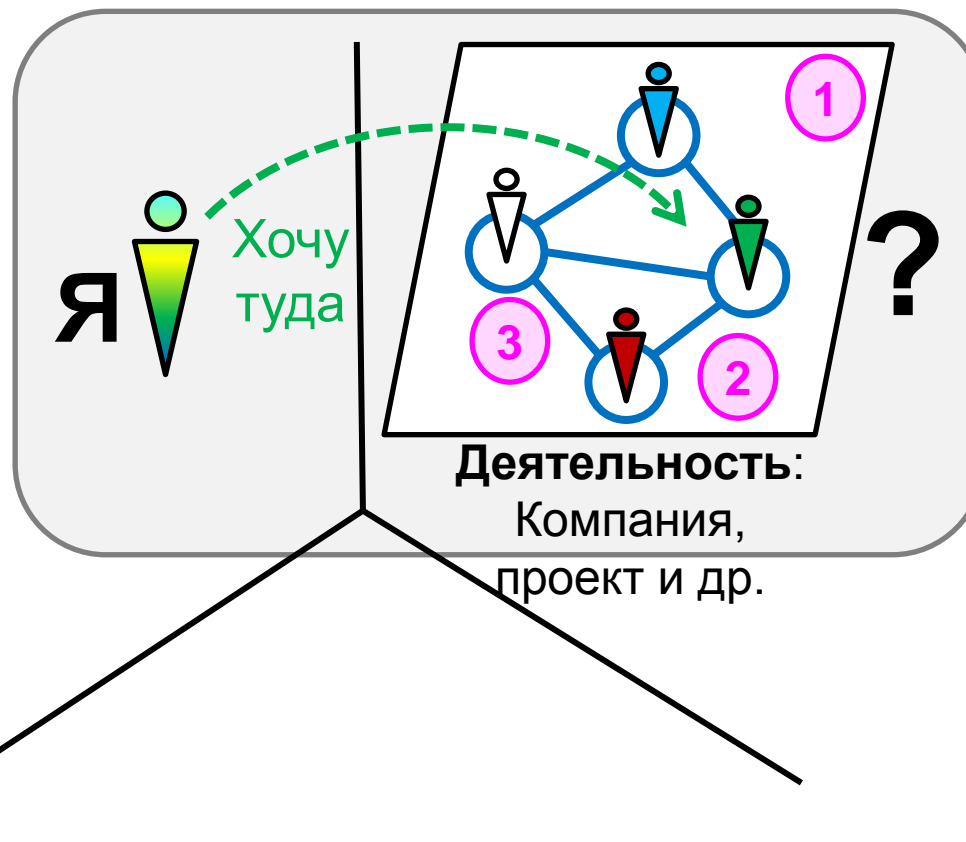 1
Хочу
туда
Я
?
3
2
Деятельность:
Компания,
проект и др.